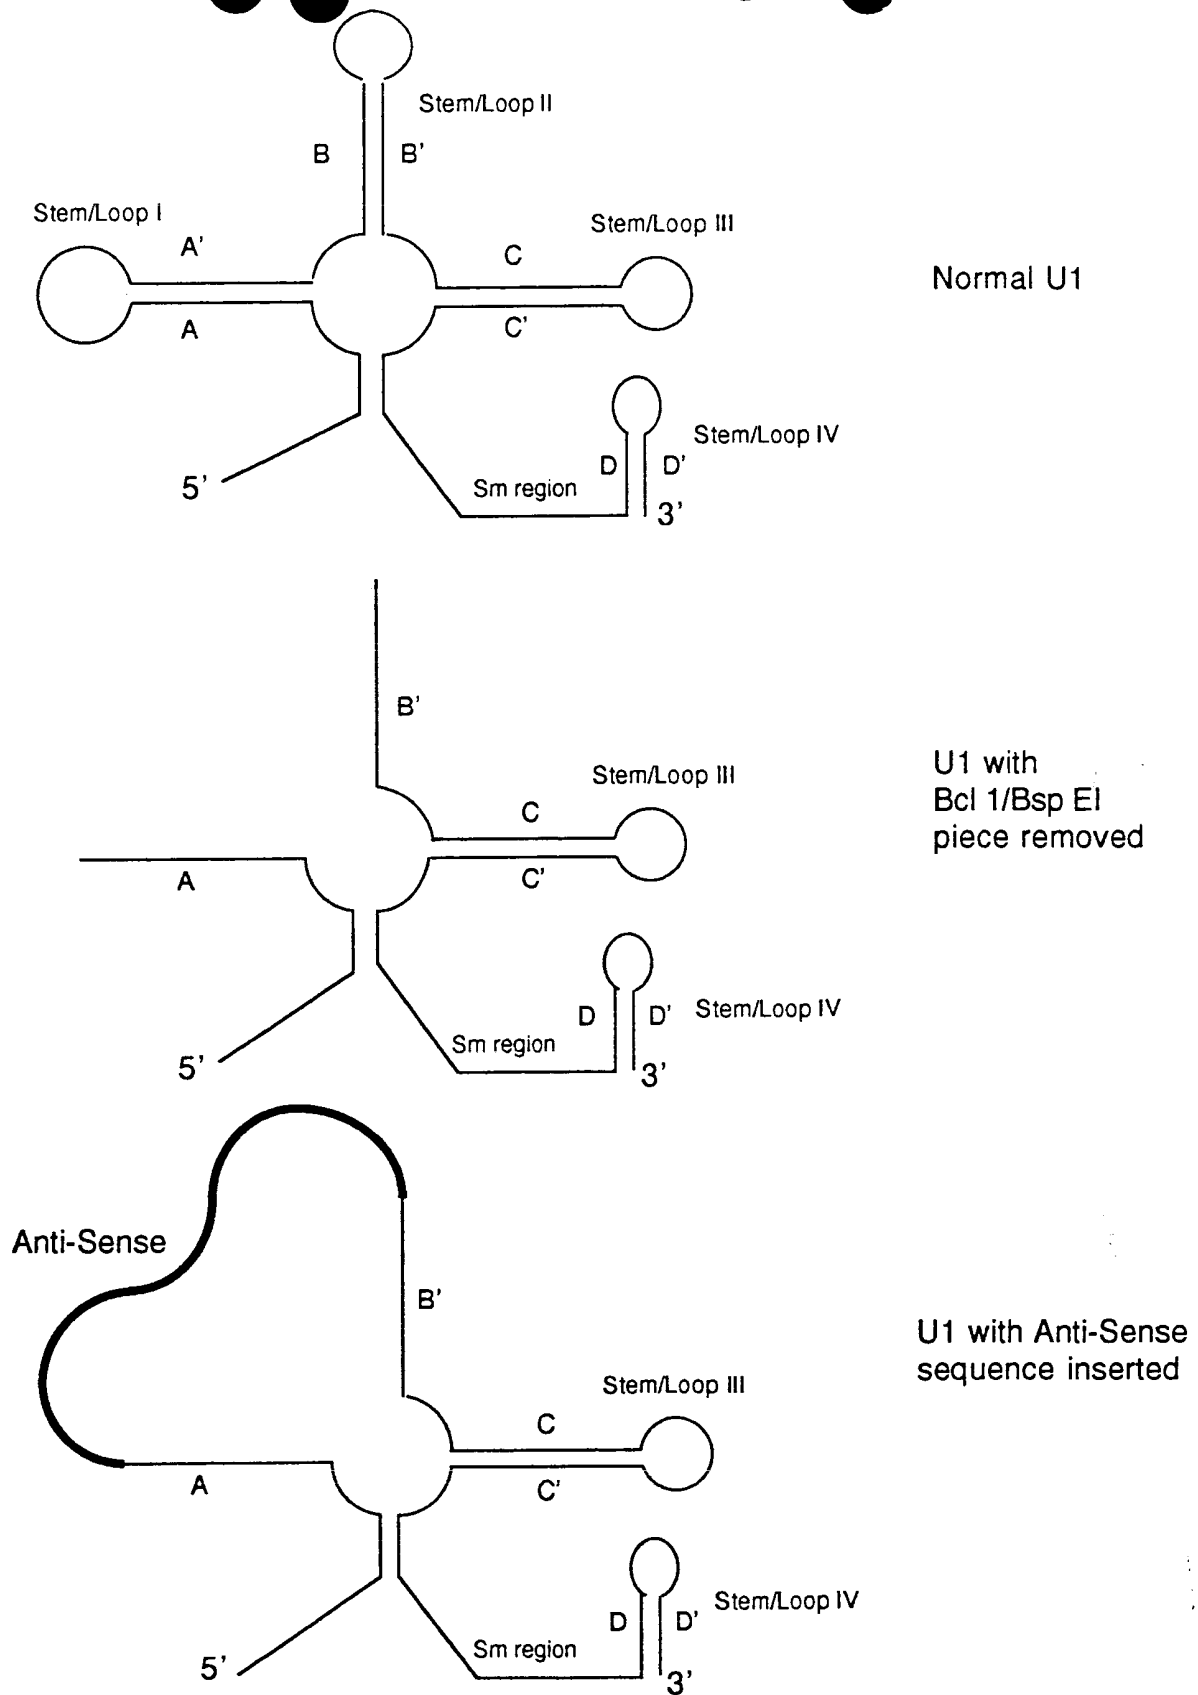 Stem/Loop II
B
B'
Stem/Loop I
A'
Stem/Loop III
C
Normal U1
A
C'
Stem/Loop IV
D
D'
5'
Sm region
3'
B'
Stem/Loop III
C
U1 with
Bcl 1/Bsp EI
piece removed
A
C'
D
D'
Stem/Loop IV
5'
Sm region
3'
Anti-Sense
B'
U1 with Anti-Sense
sequence inserted
Stem/Loop III
C
A
C'
Stem/Loop IV
D
D'
5'
Sm region
3'